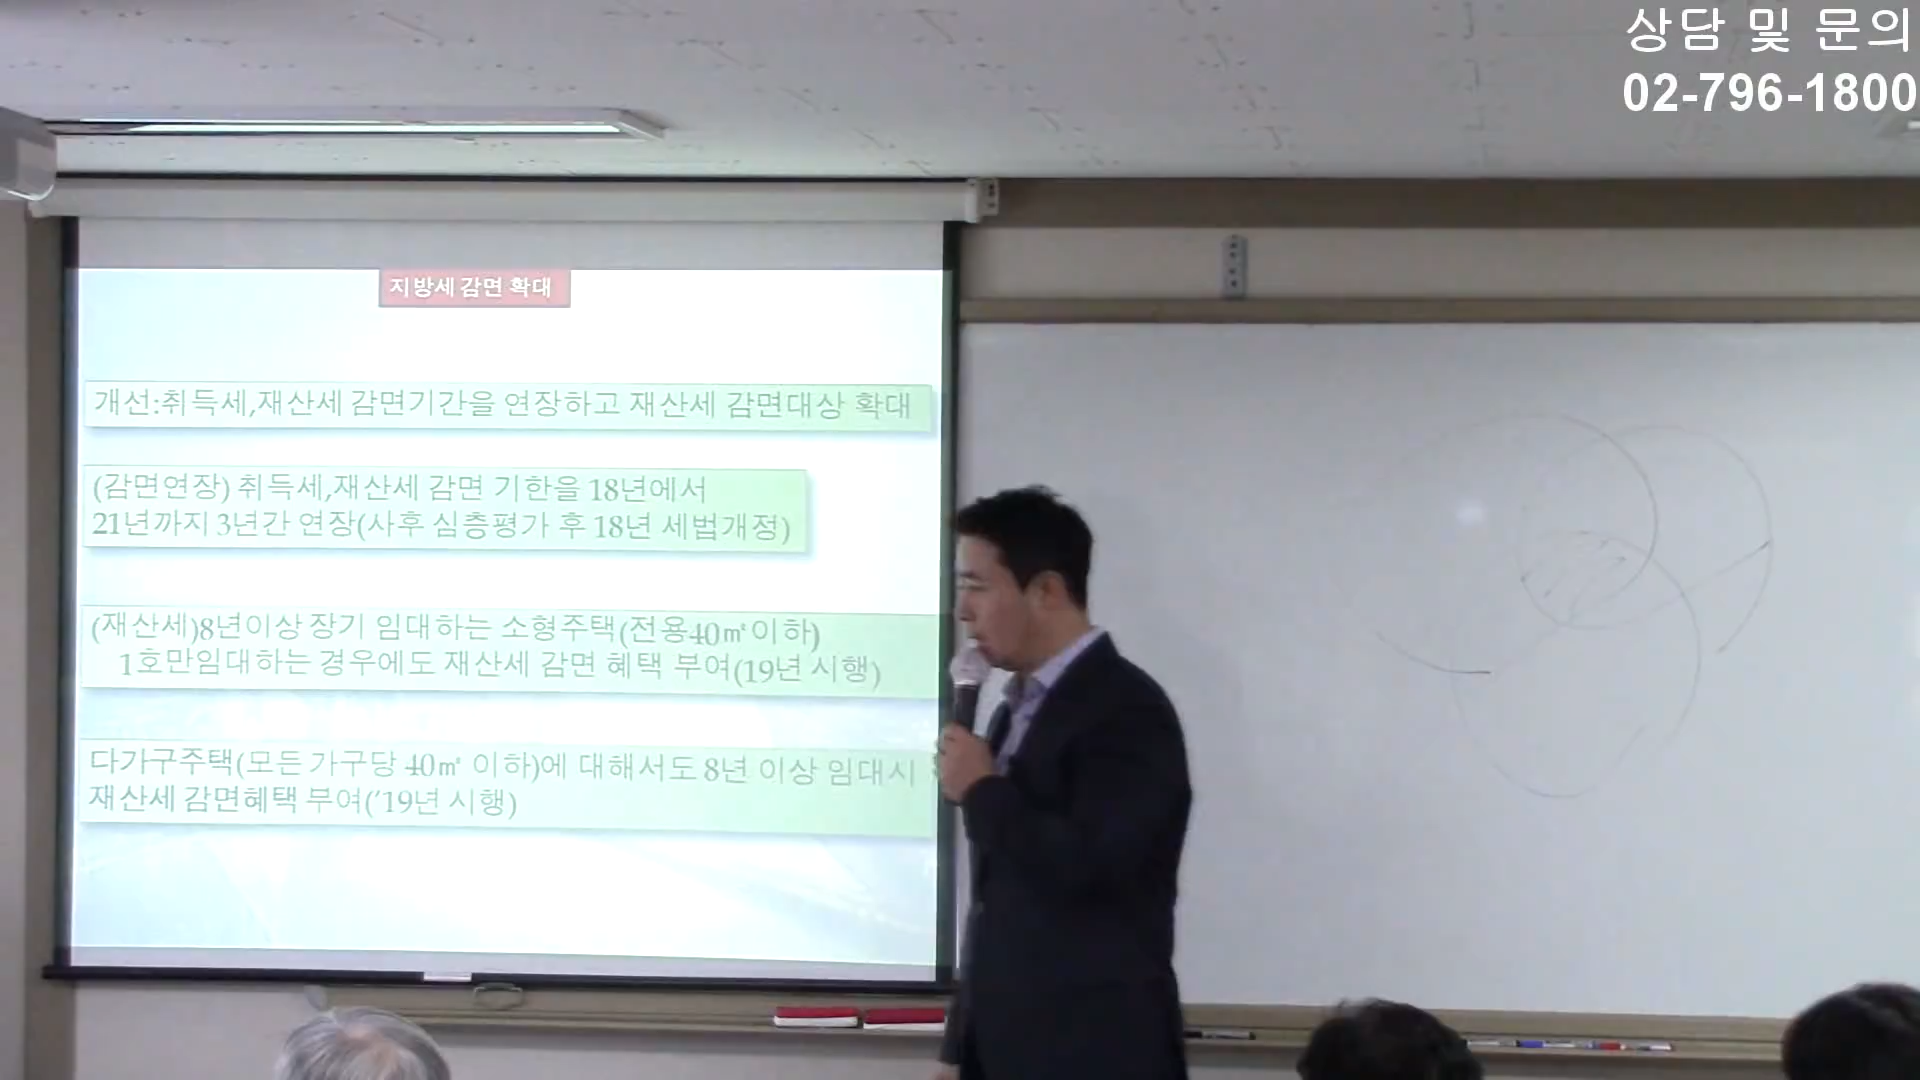 상담 및 문의
02-796-1800
지방세 감면 확대
개선:취득세,재산세 감면기간을 연장하고 재산세 감면대상 확대
(감면연장) 취득세,재산세 감면 기한을 18년에서
21년까지 3년간 연장(사후 심층평가 후 18년 세법개정)
(재산세)8년이상 장기 임대하는 소형주택(전용40㎡이하)
1호만임대하는 경우에도 재산세 감면 혜택 부여(19년 시행)
다가구주택(모든 가구당 40㎡ 이하)에 대해서도 8년 이상 임대시
재산세 감면혜택 부여('19년 시행)